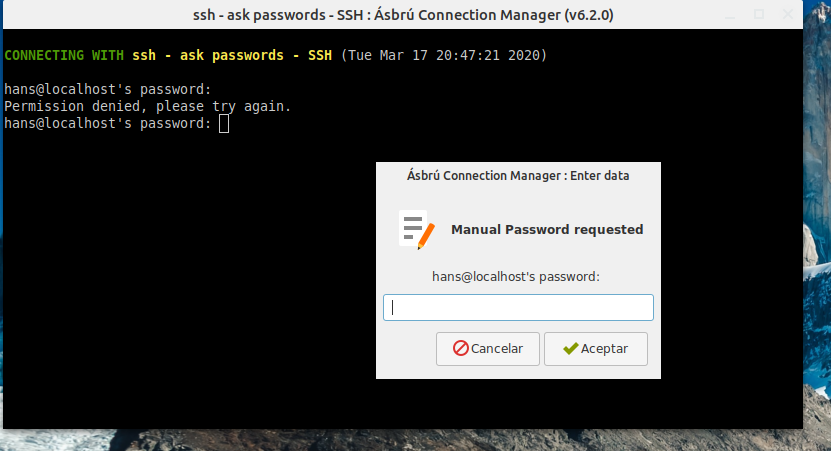 ssh - ask passwords - SSH : Ásbrú Connection Manager (v6.2.0)
CONNECTING WITH ssh - ask passwords - SSH (Tue Mar 17 20:47:21 2020)
hans@localhost's password:
Permission denied, please try again.
hans@localhost's password:
Ásbrú Connection Manager : Enter data
Manual Password requested
hans@localhost's password:
Cancelar
Aceptar